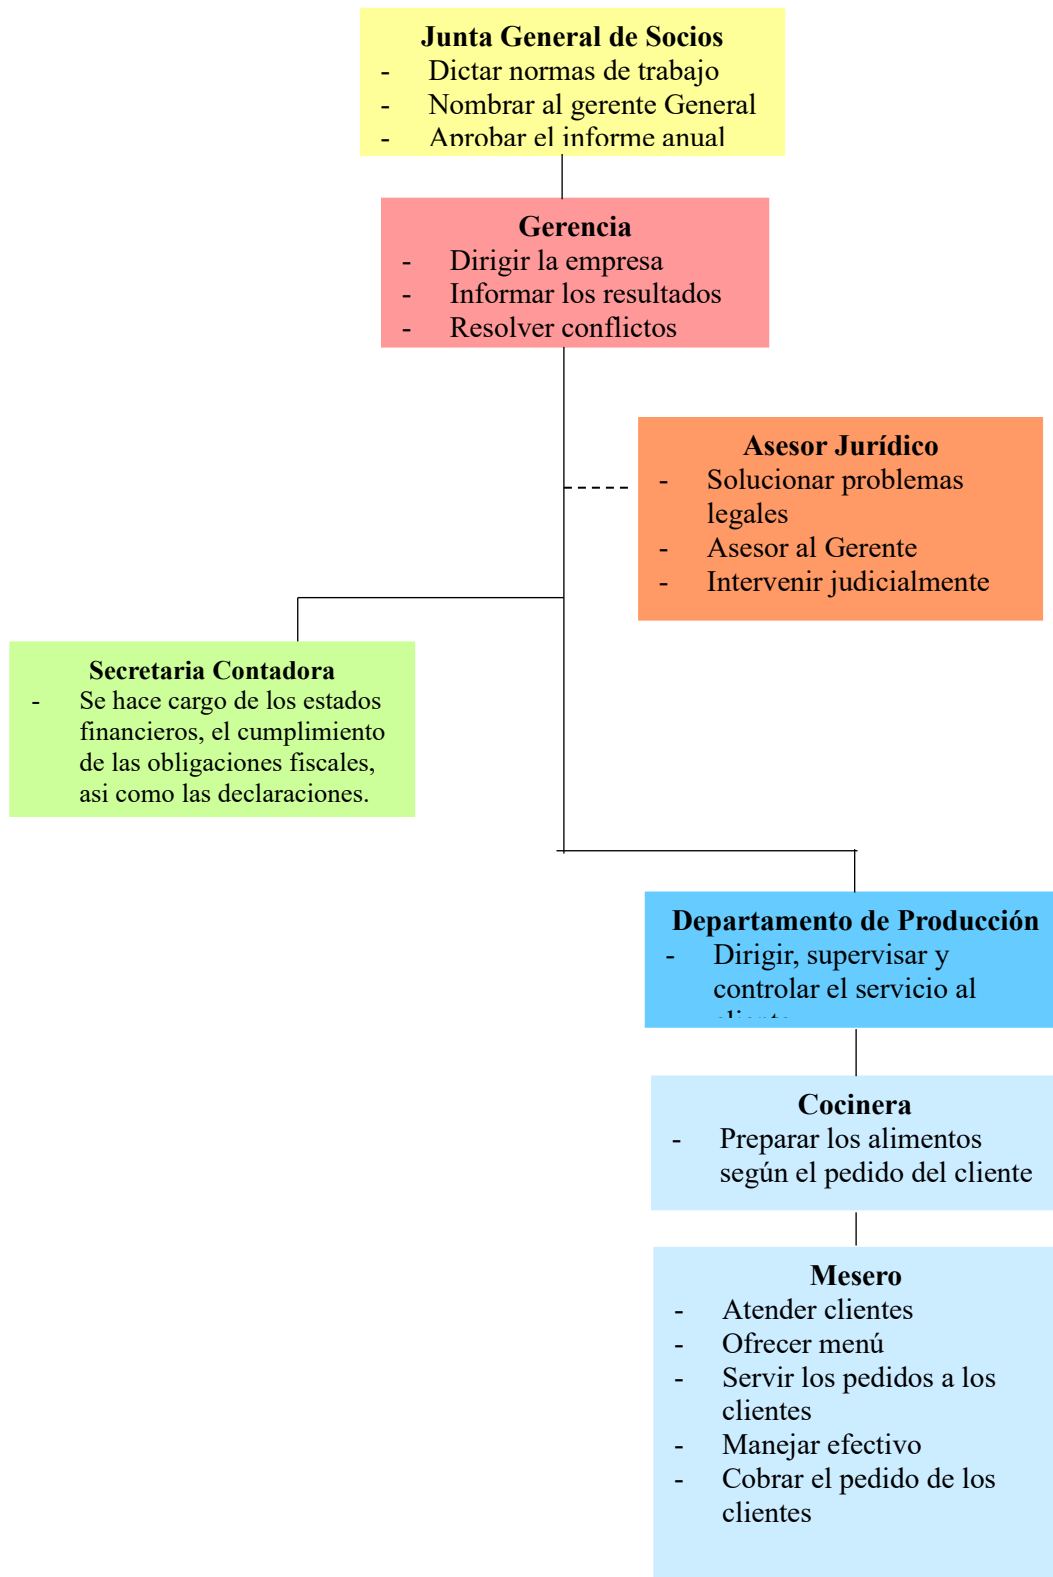 Junta General de Socios
- Dictar normas de trabajo
- Nombrar al gerente General
- Aprobar el informe anual
Gerencia
- Dirigir la empresa
- Informar los resultados
- Resolver conflictos
Asesor Jurídico
- Solucionar problemas
legales
- Asesor al Gerente
- Intervenir judicialmente
Secretaria Contadora
- Se hace cargo de los estados
financieros, el cumplimiento
de las obligaciones fiscales,
asi como las declaraciones.
Departamento de Producción
- Dirigir, supervisar y
controlar el servicio al
Cocinera
- Preparar los alimentos
según el pedido del cliente
Mesero
- Atender clientes
- Ofrecer menú
- Servir los pedidos a los
clientes
- Manejar efectivo
- Cobrar el pedido de los
clientes